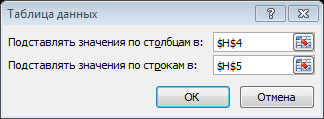 Таблица данных
Подставлять значения по столбцам в: $H$4
Подставлять значения по строкам в: $H$5
ОК Отмена